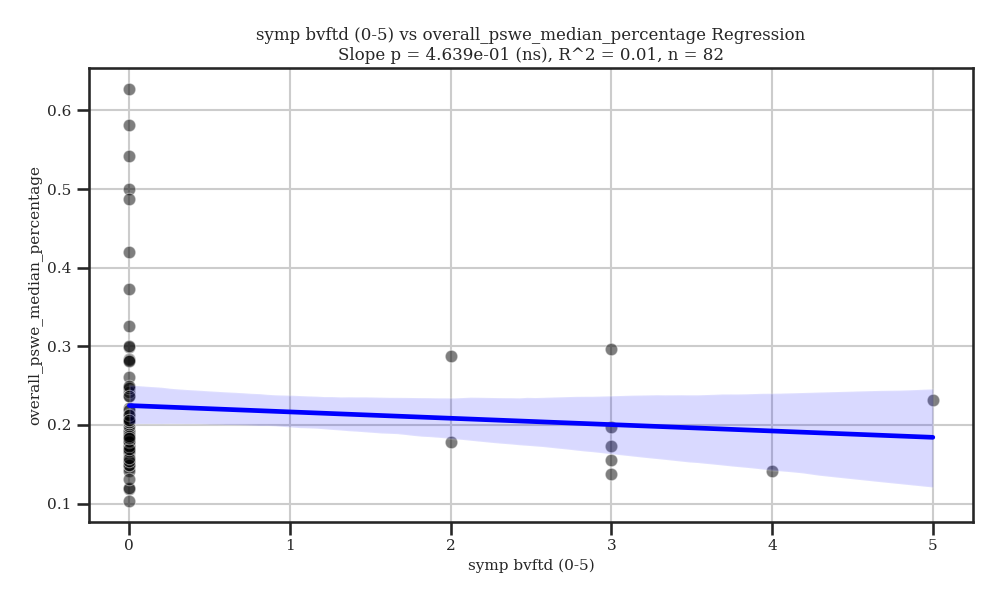 symp bvftd (0-5) vs overall_pswe_median_percentage Regression
Slope p = 4.639e-01 (ns), R^2 = 0.01, n = 82
overall_pswe_median_percentage
0.6
0.5
0.4
0.3
0.2
0.1
0 1 2 3 4 5
symp bvftd (0-5)